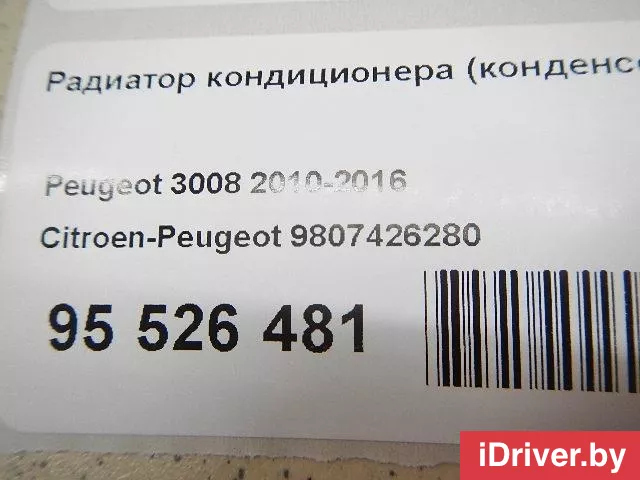 Радиатор кондиционера (конденс
Peugeot 3008 2010-2016
Citroen-Peugeot 9807426280
95 526 481
iDriver.by